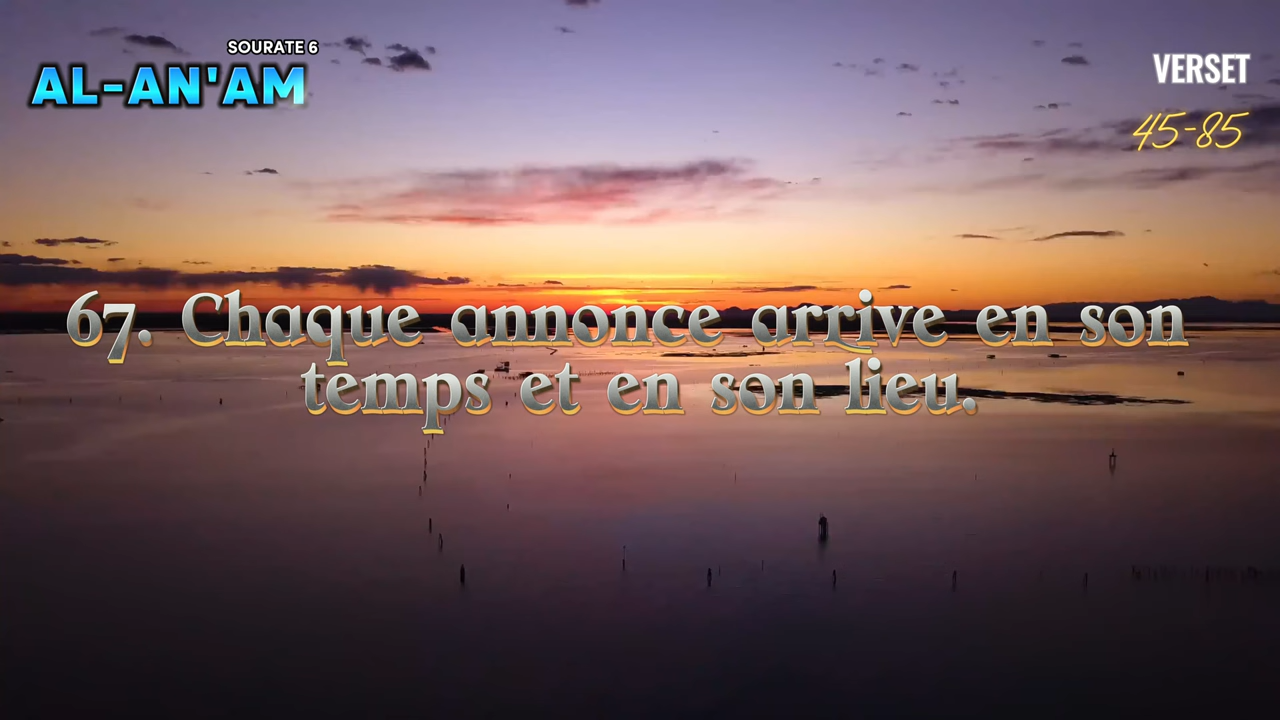 SOURATE 6
AL-AN'AM
VERSET
45-85
67. Chaque annonce arrive en son
temps et en son lieu.